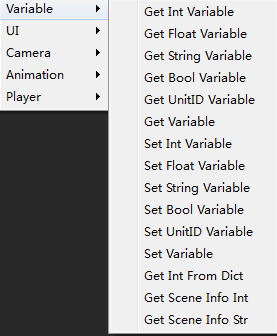 Variable
UI
Camera
Animation
Player
Get Int Variable
Get Float Variable
Get String Variable
Get Bool Variable
Get UnitID Variable
Get Variable
Set Int Variable
Set Float Variable
Set String Variable
Set Bool Variable
Set UnitID Variable
Set Variable
Get Int From Dict
Get Scene Info Int
Get Scene Info Str